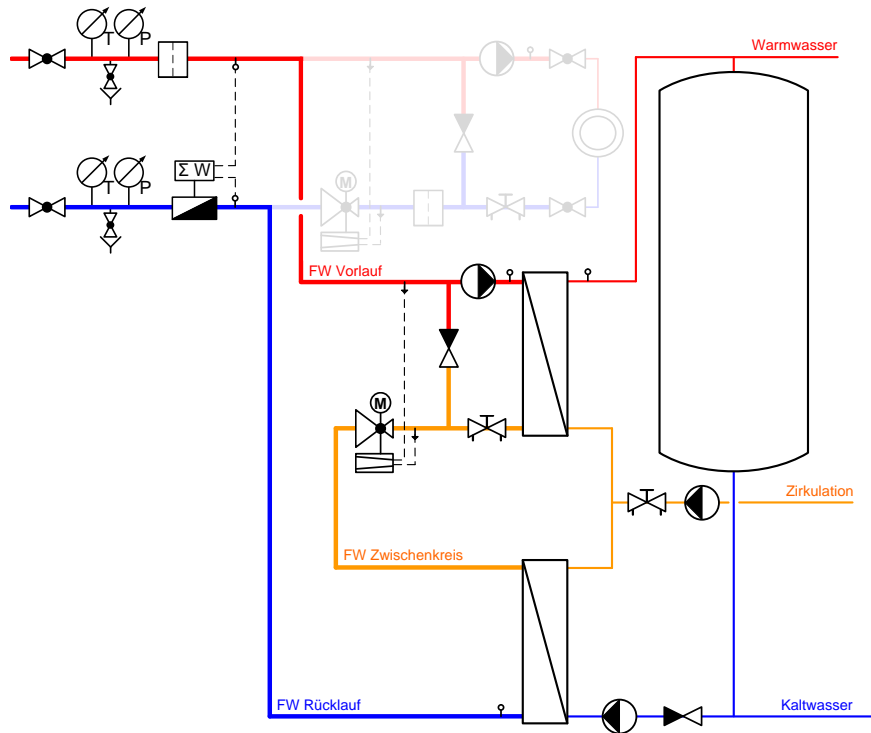 T
P
Warmwasser
T
P
Σ W
M
FW Vorlauf
M
Zirkulation
FW Zwischenkreis
FW Rücklauf
Kaltwasser